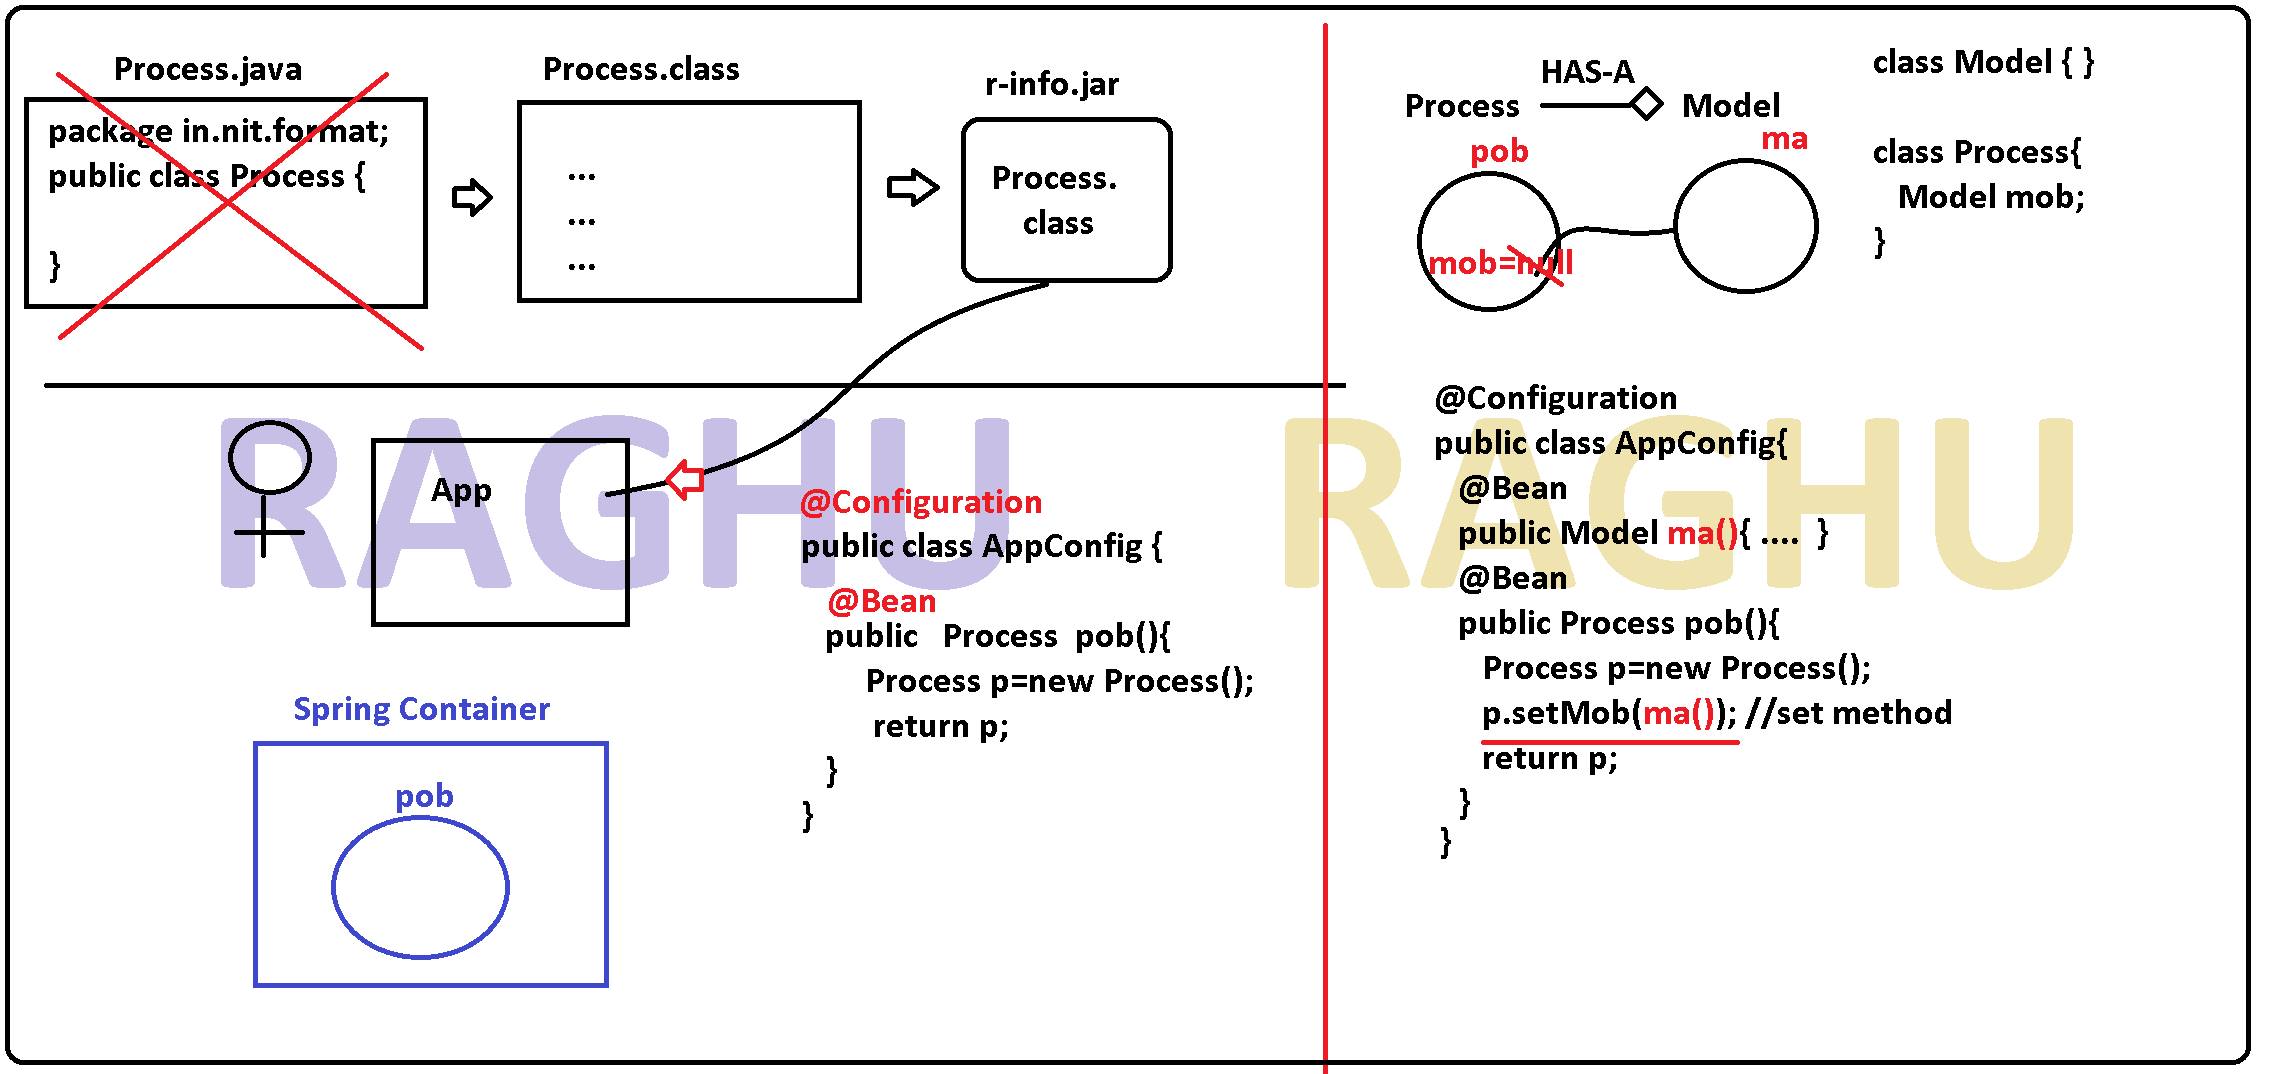 Process.java
package in.nit.format;
public class Process {
}
Process.class
...
...
...
r-info.jar
Process.
class
App
@Configuration
public class AppConfig {
@Bean
public Process pob(){
Process p=new Process();
return p;
}
}
Spring Container
pob
HAS-A
Process
Model
pob
ma
mob=null
class Model { }
class Process{
Model mob;
}
@Configuration
public class AppConfig{
@Bean
public Model ma(){ .... }
@Bean
public Process pob(){
Process p=new Process();
p.setMob(ma()); //set method
return p;
}
}
RAGHU
RAGHU